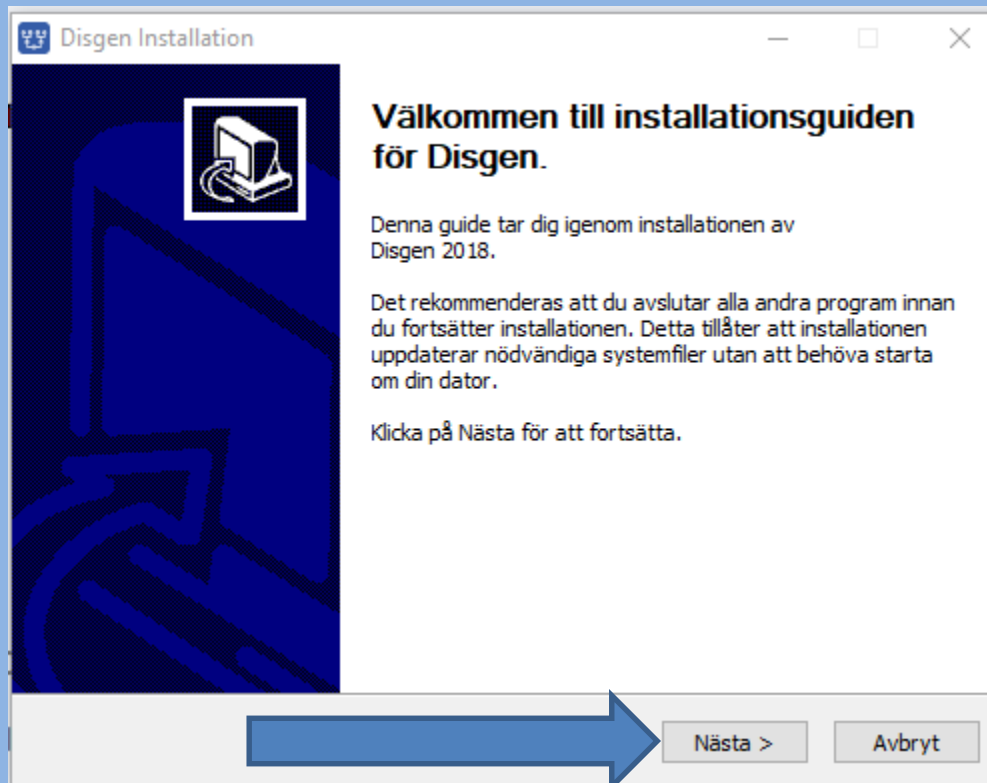 Disgen Installation
Välkommen till installationsguiden
för Disgen.
Denna guide tar dig igenom installationen av
Disgen 2018.
Det rekommenderas att du avslutar alla andra program innan
du fortsätter installationen. Detta tillåter att installationen
uppdaterar nödvändiga systemfiler utan att behöva starta
om din dator.
Klicka på Nästa för att fortsätta.
Nästa >
Avbryt